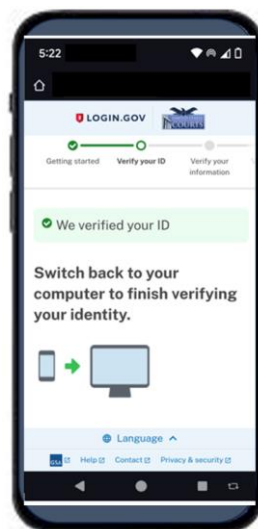 5:22
LOGIN.GOV
COURTS
Getting started
Verify your ID
Verify your
information
We verified your ID
Switch back to your
computer to finish verifying
your identity.
Language
GSA Help Contact Privacy & security